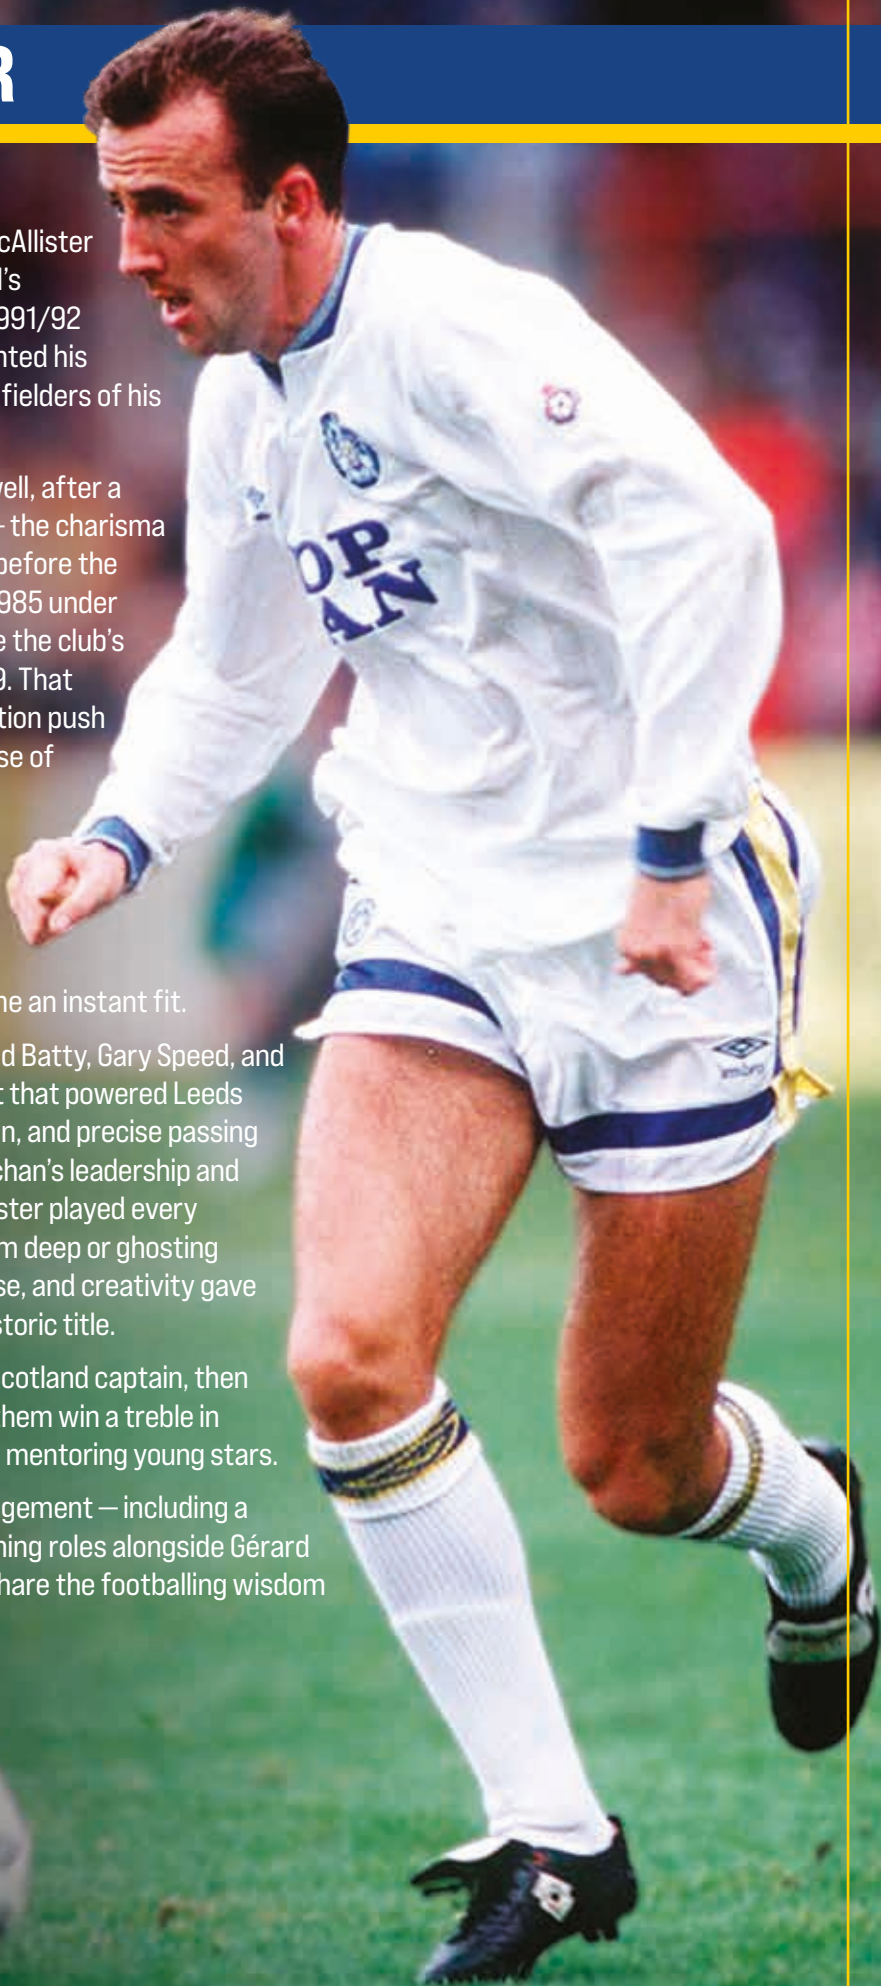 R
cAllister
l's
991/92
nted his
fielders of his
vell, after a
– the charisma
before the
985 under
e the club's
9. That
tion push
se of
OP
AN
ne an instant fit.
d Batty, Gary Speed, and
t that powered Leeds
n, and precise passing
chan's leadership and
ster played every
m deep or ghosting
se, and creativity gave
storic title.
umbro
cotland captain, then
them win a treble in
mentoring young stars.
gement — including a
ning roles alongside Gérard
hare the footballing wisdom